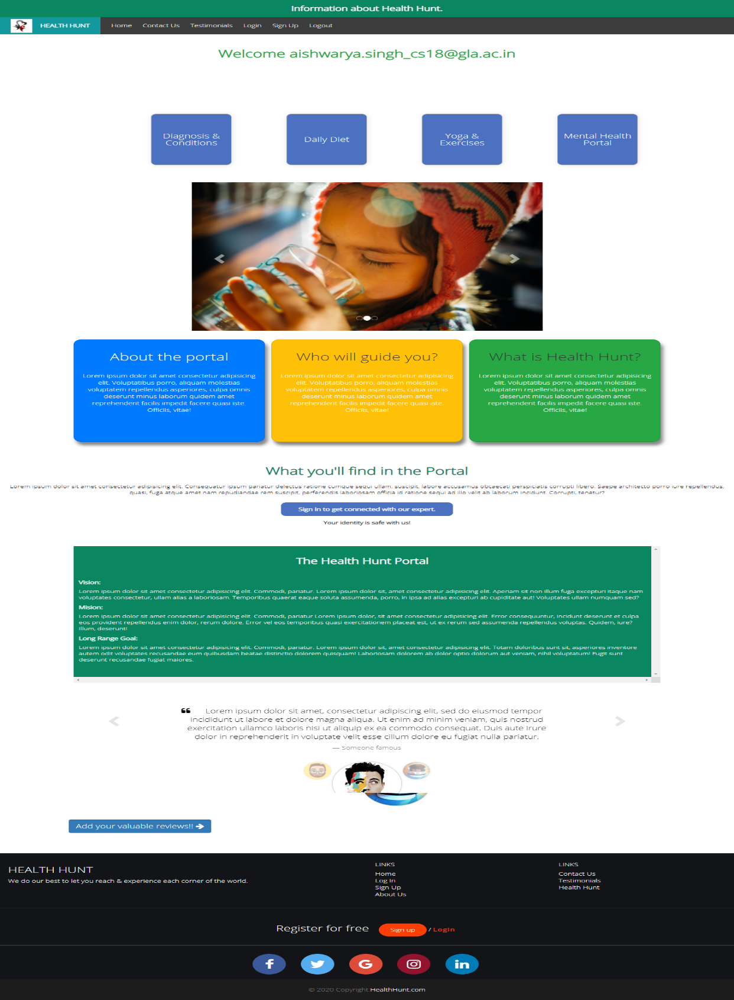 Information about Health Hunt.
HEALTH HUNT Home Contact Us Testimonials Login Sign Up Logout
Welcome aishwarya.singh_cs18@gla.ac.in
Diagnosis &
Conditions
Daily Diet
Yoga &
Exercises
Mental Health
Portal
About the portal
Lorem ipsum dolor sit amet consectetur adipisicing
elit. Voluptatibus porro, aliquam molestias
voluptatem repellendus asperiores, culpa omnis
deserunt minus laborum quidem amet
reprehenderit facilis impedit facere quasi iste.
Officiis, vitae!
Who will guide you?
Lorem ipsum dolor sit amet consectetur adipisicing
elit. Voluptatibus porro, aliquam molestias
voluptatem repellendus asperiores, culpa omnis
deserunt minus laborum quidem amet
reprehenderit facilis impedit facere quasi iste.
Officiis, vitae!
What is Health Hunt?
Lorem ipsum dolor sit amet consectetur adipisicing
elit. Voluptatibus porro, aliquam molestias
voluptatem repellendus asperiores, culpa omnis
deserunt minus laborum quidem amet
reprehenderit facilis impedit facere quasi iste.
Officiis, vitae!
What you'll find in the Portal
Lorem ipsum dolor sit amet consectetur adipisicing elit. Consequatur ipsum pariatur delectus ratione cumque sequi ullam, suscipit, labore accusamus obcaecati perspiciatis corrupti libero. Saepe architecto porro iure repellendus,
quasi, fuga atque amet nam repudiandae rem suscipit, perferendis laboriosam officia id ratione sequi ad illo velit ab laborum incidunt. Corrupti, tenetur?
Sign In to get connected with our expert.
Your identity is safe with us!
The Health Hunt Portal
Vision:
Lorem ipsum dolor sit amet consectetur adipisicing elit. Commodi, pariatur. Lorem ipsum dolor sit, amet consectetur adipisicing elit. Aperiam sit non illum fuga excepturi itaque nam
voluptates consectetur, ullam alias a laboriosam. Temporibus quaerat eaque soluta assumenda, porro, in ipsa ad alias excepturi ab cupiditate aut! Voluptates ullam numquam sed?
Mision:
Lorem ipsum dolor sit amet consectetur adipisicing elit. Commodi, pariatur Lorem ipsum dolor, sit amet consectetur adipisicing elit. Error consequuntur, incidunt deserunt et culpa
eos provident repellendus enim dolor, rerum dolore. Error vel eos temporibus quasi exercitationem placeat est, ut ex rerum sed assumenda repellendus voluptas. Quidem, iure?
Illum, deserunt!
Long Range Goal:
Lorem ipsum dolor sit amet consectetur adipisicing elit. Commodi, pariatur. Lorem ipsum dolor sit, amet consectetur adipisicing elit. Totam doloribus sunt sit, asperiores inventore
autem odit voluptates recusandae eum quibusdam beatae distinctio dolorem quisquam! Laboriosam dolorem ab dolor optio dolorum aut veniam, nihil voluptatum! Fugit sunt
deserunt recusandae fugiat maiores.
Lorem ipsum dolor sit amet, consectetur adipiscing elit, sed do eiusmod tempor
incididunt ut labore et dolore magna aliqua. Ut enim ad minim veniam, quis nostrud
exercitation ullamco laboris nisi ut aliquip ex ea commodo consequat. Duis aute irure
dolor in reprehenderit in voluptate velit esse cillum dolore eu fugiat nulla pariatur.
— Someone famous
Add your valuable reviews!!
HEALTH HUNT
We do our best to let you reach & experience each corner of the world.
LINKS
Home
Log In
Sign Up
About Us
LINKS
Contact Us
Testimonials
Health Hunt
Register for free Sign up / Login
© 2020 Copyright:HealthHunt.com